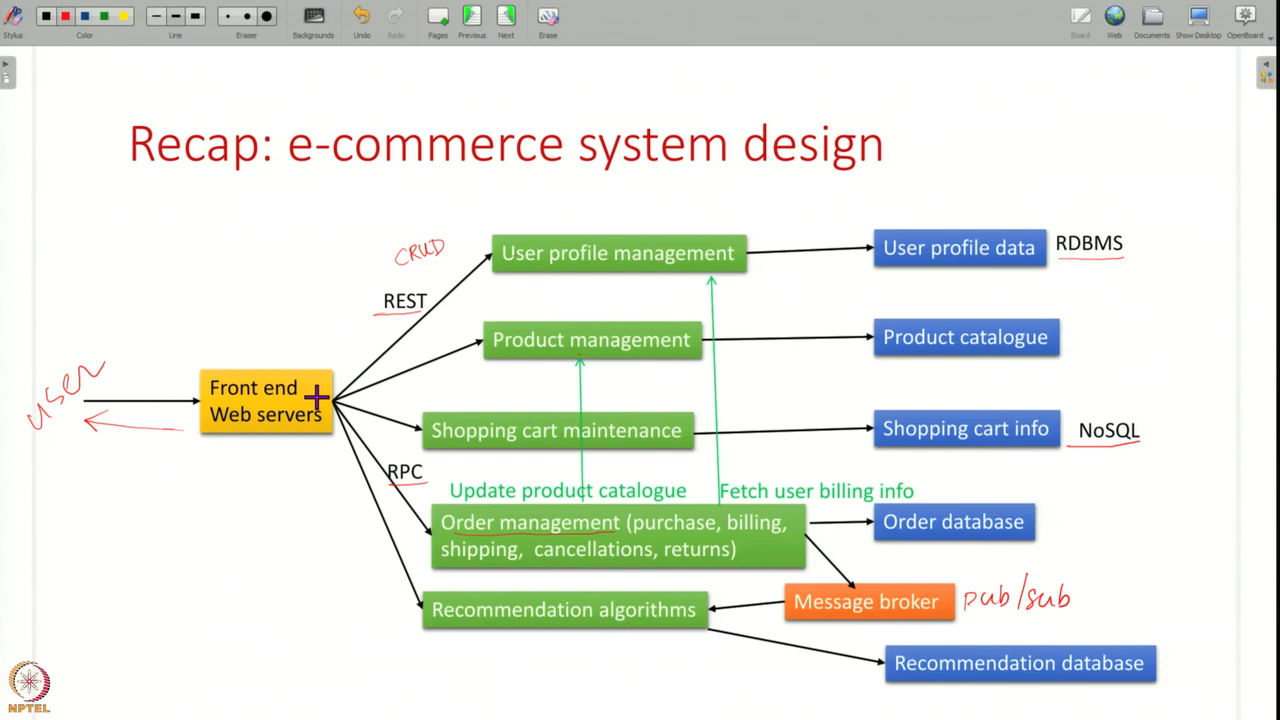 Stylus
Color
Line
Eraser
Backgrounds
Undo
Redo
Pages
Previous
Next
Erase
Board
Web
Documents
Show Desktop
OpenBoard
Recap: e-commerce system design
CRUD
User profile management
User profile data
RDBMS
REST
Product management
Product catalogue
user
Front end
Web servers
Shopping cart maintenance
Shopping cart info
NoSQL
RPC
Update product catalogue
Fetch user billing info
Order management (purchase, billing,
shipping, cancellations, returns)
Order database
Message broker
pub/sub
Recommendation algorithms
Recommendation database
NPTEL